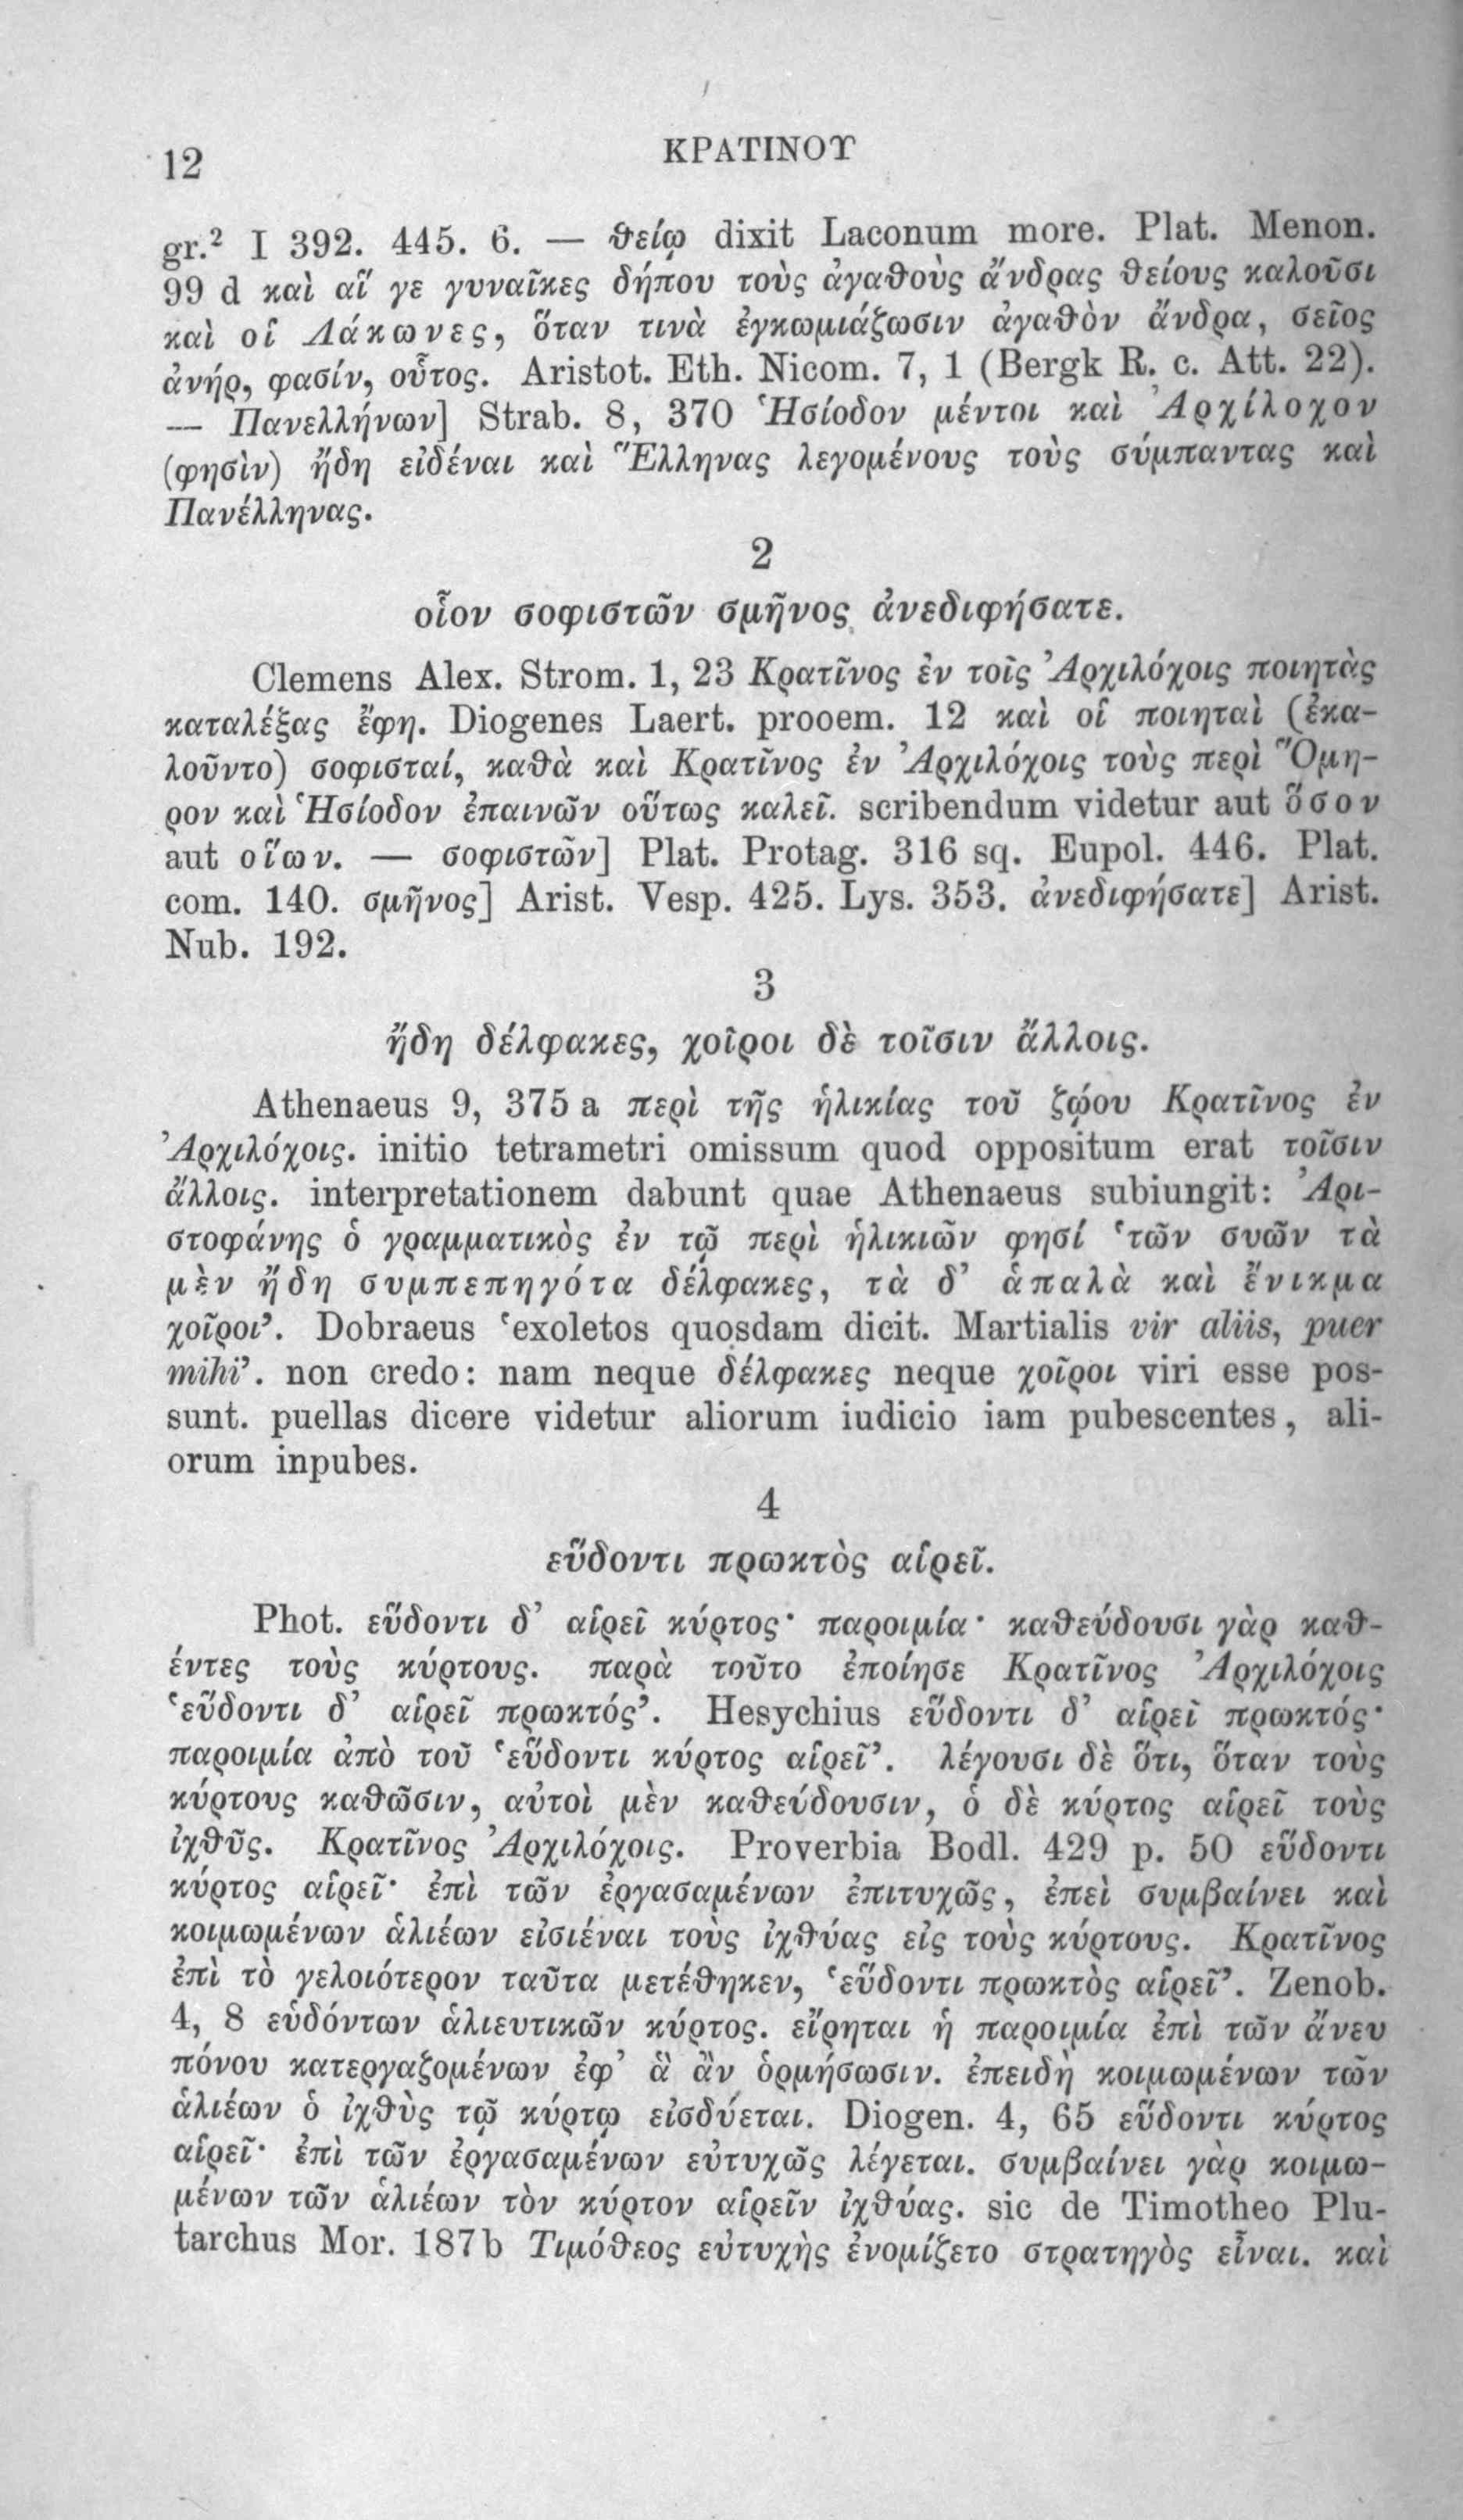 12
ΚΡΑΤΙΝΟΥ
gr.² I 392. 445. 6. — θείῳ dixit Laconum more. Plat. Menon.
99 d καὶ αἵ γε γυναῖκες δήπου τοὺς ἀγαθοὺς ἄνδρας θείους καλοῦσι
καὶ οἱ Λάκωνες, ὅταν τινὰ ἐγκωμιάζωσιν ἀγαθὸν ἄνδρα, σεῖος
ἀνήρ, φασίν, οὗτος. Aristot. Eth. Nicom. 7, 1 (Bergk R. c. Att. 22).
— Πανελλήνων] Strab. 8, 370 Ἡσίοδον μέντοι καὶ Ἀρχίλοχον
(φησὶν) ἤδη εἰδέναι καὶ Ἕλληνας λεγομένους τοὺς σύμπαντας καὶ
Πανέλληνας.
2
οἷον σοφιστῶν σμῆνος ἀνεδιφήσατε.
Clemens Alex. Strom. 1, 23 Κρατῖνος ἐν τοῖς Ἀρχιλόχοις ποιητὰς
καταλέξας ἔφη. Diogenes Laert. prooem. 12 καὶ οἱ ποιηταὶ (ἐκα-
λοῦντο) σοφισταί, καθὰ καὶ Κρατῖνος ἐν Ἀρχιλόχοις τοὺς περὶ Ὅμη-
ρον καὶ Ἡσίοδον ἐπαινῶν οὕτως καλεῖ. scribendum videtur aut ὅσον
aut οἵων. — σοφιστῶν] Plat. Protag. 316 sq. Eupol. 446. Plat.
com. 140. σμῆνος] Arist. Vesp. 425. Lys. 353. ἀνεδιφήσατε] Arist.
Nub. 192.
3
ἤδη δέλφακες, χοῖροι δὲ τοῖσιν ἄλλοις.
Athenaeus 9, 375 a περὶ τῆς ἡλικίας τοῦ ζῴου Κρατῖνος ἐν
Ἀρχιλόχοις. initio tetrametri omissum quod oppositum erat τοῖσιν
ἄλλοις. interpretationem dabunt quae Athenaeus subiungit: Ἀρι-
στοφάνης ὁ γραμματικὸς ἐν τῷ περὶ ἡλικιῶν φησί ‘τῶν συῶν τὰ
μὲν ἤδη συμπεπηγότα δέλφακες, τὰ δ’ ἁπαλὰ καὶ ἔνικμα
χοῖροι’. Dobraeus ‘exoletos quosdam dicit. Martialis vir aliis, puer
mihi’. non credo: nam neque δέλφακες neque χοῖροι viri esse pos-
sunt. puellas dicere videtur aliorum iudicio iam pubescentes, ali-
orum inpubes.
4
εὕδοντι πρωκτὸς αἱρεῖ.
Phot. εὕδοντι δ’ αἱρεῖ κύρτος· παροιμία· καθεύδουσι γὰρ καθ-
έντες τοὺς κύρτους. παρὰ τοῦτο ἐποίησε Κρατῖνος Ἀρχιλόχοις
‘εὕδοντι δ’ αἱρεῖ πρωκτός’. Hesychius εὕδοντι δ’ αἱρεῖ πρωκτός·
παροιμία ἀπὸ τοῦ ‘εὕδοντι κύρτος αἱρεῖ’. λέγουσι δὲ ὅτι, ὅταν τοὺς
κύρτους καθῶσιν, αὐτοὶ μὲν καθεύδουσιν, ὁ δὲ κύρτος αἱρεῖ τοὺς
ἰχθῦς. Κρατῖνος Ἀρχιλόχοις. Proverbia Bodl. 429 p. 50 εὕδοντι
κύρτος αἱρεῖ· ἐπὶ τῶν ἐργασαμένων ἐπιτυχῶς, ἐπεὶ συμβαίνει καὶ
κοιμωμένων ἁλιέων εἰσιέναι τοὺς ἰχθύας εἰς τοὺς κύρτους. Κρατῖνος
ἐπὶ τὸ γελοιότερον ταῦτα μετέθηκεν, ‘εὕδοντι πρωκτὸς αἱρεῖ’. Zenob.
4, 8 εὑδόντων ἁλιευτικῶν κύρτος. εἴρηται ἡ παροιμία ἐπὶ τῶν ἄνευ
πόνου κατεργαζομένων ἐφ’ ἃ ἂν ὁρμήσωσιν. ἐπειδὴ κοιμωμένων τῶν
ἁλιέων ὁ ἰχθὺς τῷ κύρτῳ εἰσδύεται. Diogen. 4, 65 εὕδοντι κύρτος
αἱρεῖ· ἐπὶ τῶν ἐργασαμένων εὐτυχῶς λέγεται. συμβαίνει γὰρ κοιμω-
μένων τῶν ἁλιέων τὸν κύρτον αἱρεῖν ἰχθύας. sic de Timotheo Plu-
tarchus Mor. 187 b Τιμόθεος εὐτυχὴς ἐνομίζετο στρατηγὸς εἶναι. καὶ